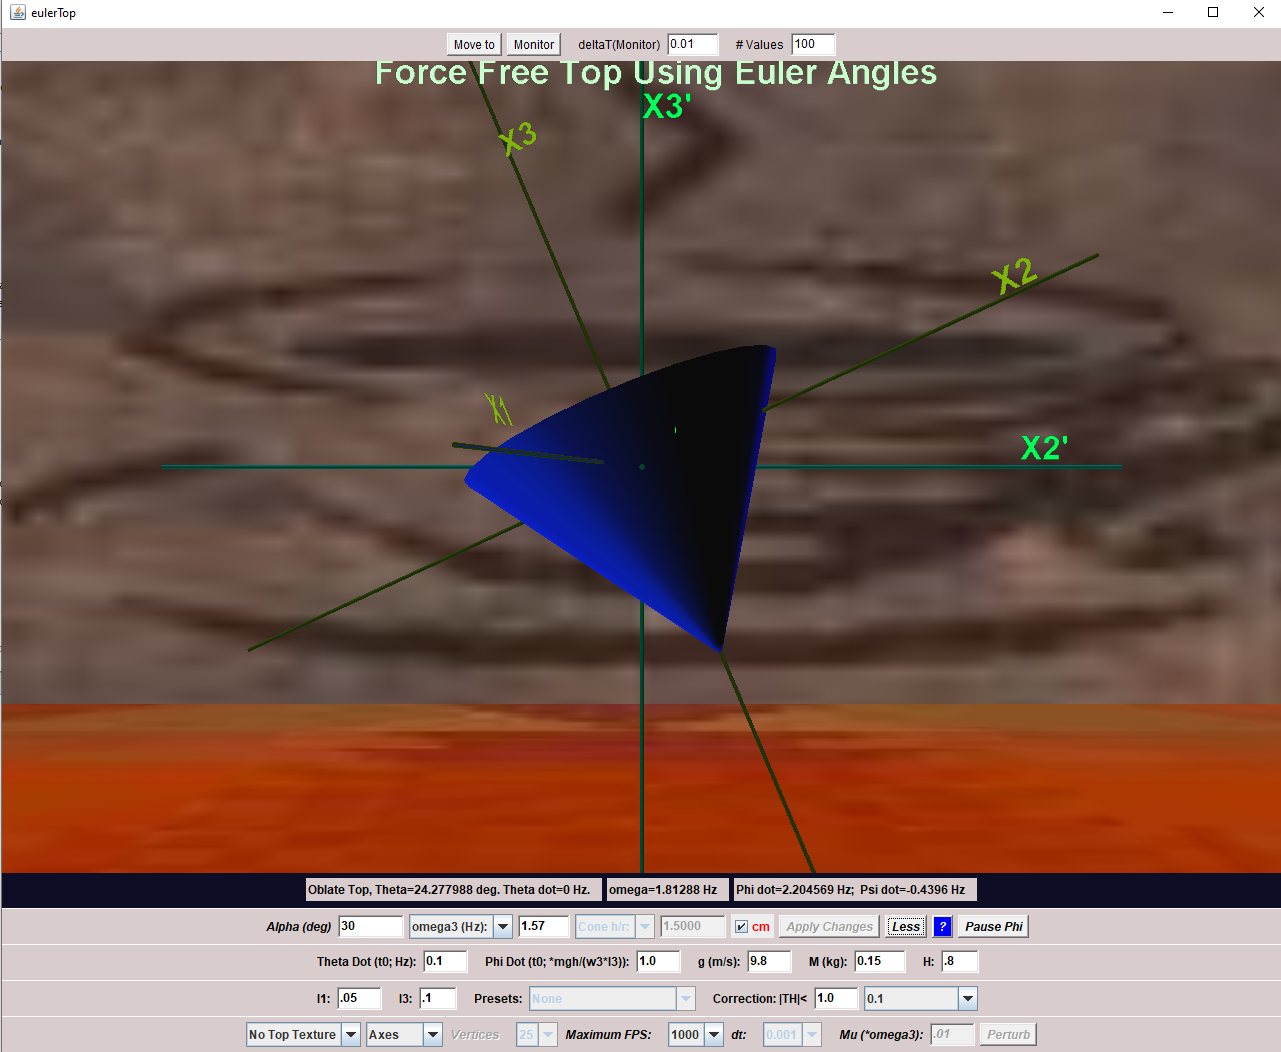 eulerTop
Move to Monitor deltaT(Monitor) 0.01 # Values 100
Force Free Top Using Euler Angles
X3'
X3
X2
X1
X2'
Oblate Top, Theta=24.277988 deg. Theta dot=0 Hz. omega=1.81288 Hz Phi dot=2.204569 Hz; Psi dot=-0.4396 Hz
Alpha (deg) 30 omega3 (Hz): 1.57 Cone h/r: 1.5000 cm Apply Changes Less ? Pause Phi
Theta Dot (t0; Hz): 0.1 Phi Dot (t0; *mgh/(w3*I3)): 1.0 g (m/s): 9.8 M (kg): 0.15 H: .8
I1: .05 I3: .1 Presets: None Correction: |TH|< 1.0 0.1
No Top Texture Axes Vertices 25 Maximum FPS: 1000 dt: 0.001 Mu (*omega3): .01 Perturb